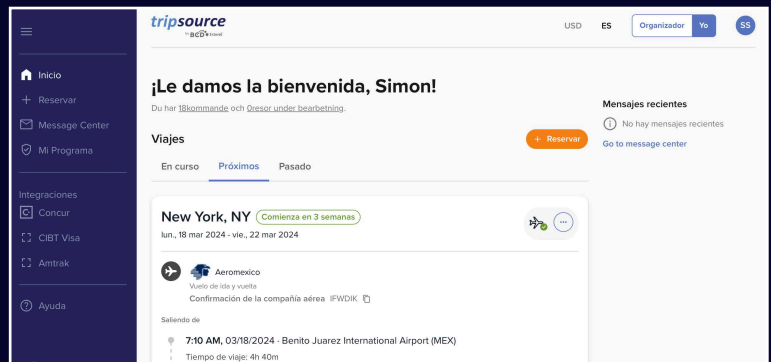 tripsource
by BCD travel
USD
ES
Organizador
Yo
SS
Inicio
Reservar
Message Center
Mi Programa
Integraciones
Concur
CIBT Visa
Amtrak
Ayuda
¡Le damos la bienvenida, Simon!
Du har 18kommande och 0resor under bearbetning.
Viajes
+ Reservar
En curso
Próximos
Pasado
New York, NY
Comienza en 3 semanas
lun., 18 mar 2024 - vie., 22 mar 2024
Aeromexico
Vuelo de ida y vuelta
Confirmación de la compañía aérea IFWDIK
Saliendo de
7:10 AM, 03/18/2024 - Benito Juarez International Airport (MEX)
Tiempo de viaje: 4h 40m
Mensajes recientes
No hay mensajes recientes
Go to message center